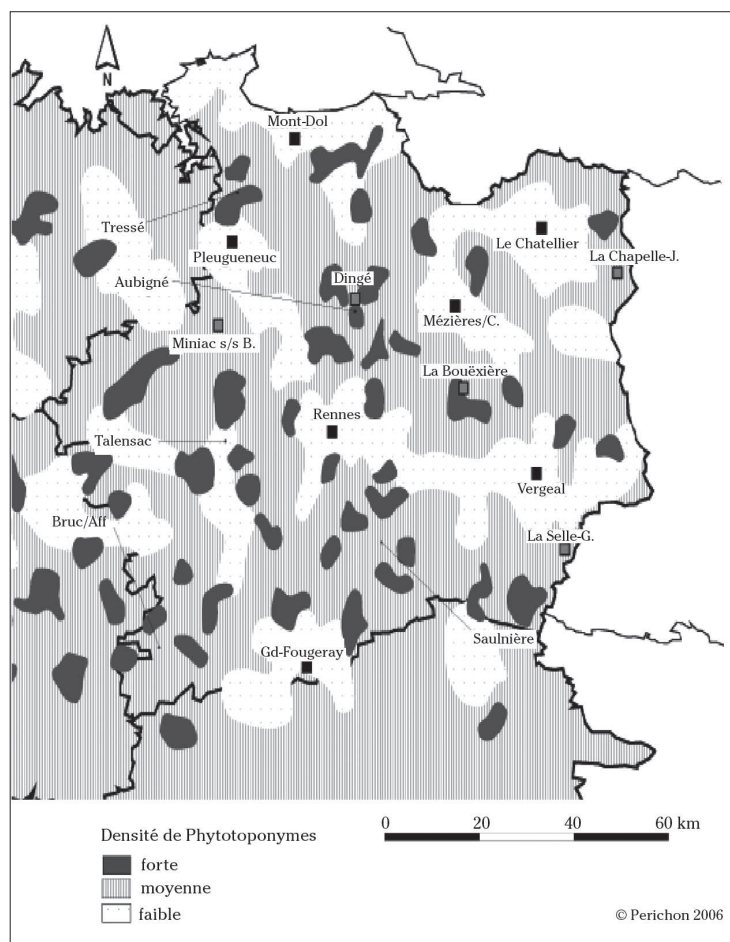 N
Mont-Dol
Tressé
Le Chatellier
La Chapelle-J.
Pleugueneuc
Aubigné
Dingé
Mézières/C.
Miniac s/s B.
La Bouëxière
Rennes
Talensac
Vergeal
Bruc/Aff
La Selle-G.
Saulnière
Gd-Fougeray
Densité de Phytotoponymes
0 20 40 60 km
forte
moyenne
faible
© Perichon 2006